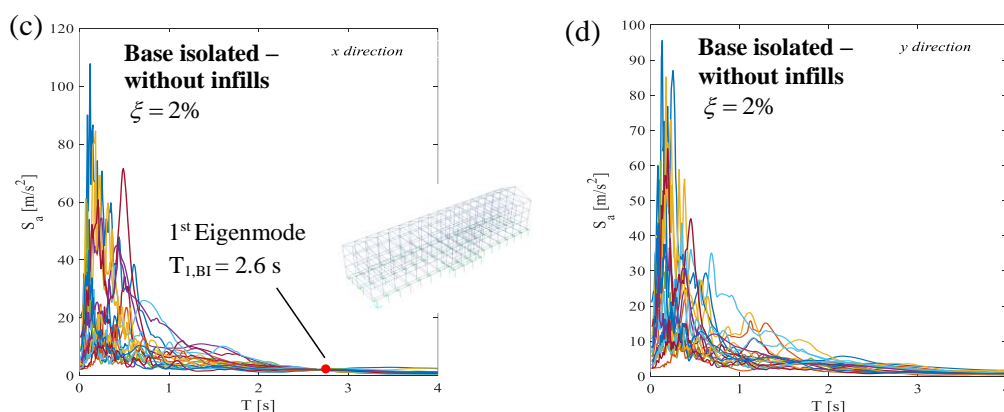 (c)
120
100
80
60
40
20
0
S_a [m/s²]
Base isolated –
without infills
ξ = 2%
x direction
1st Eigenmode
T1,BI = 2.6 s
0 1 2 3 4
T [s]
(d)
100
90
80
70
60
50
40
30
20
10
0
S_a [m/s²]
Base isolated –
without infills
ξ = 2%
y direction
0 1 2 3 4
T [s]